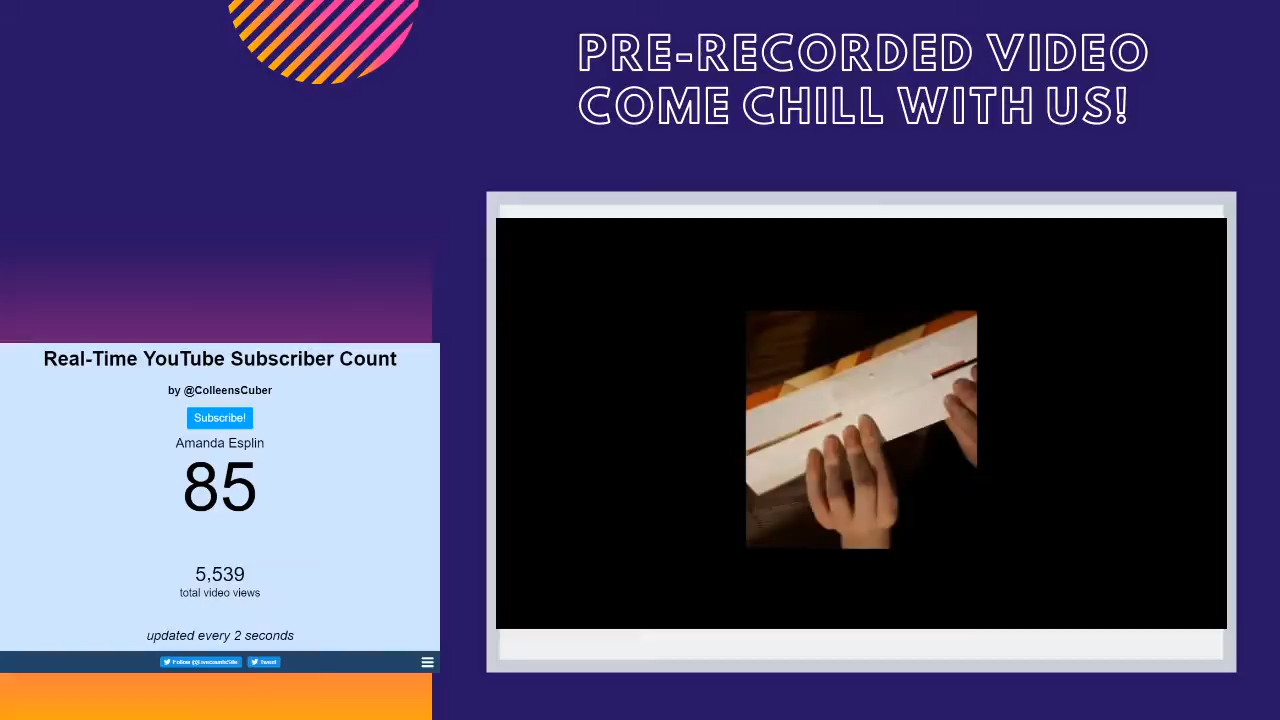 PRE-RECORDED VIDEO
COME CHILL WITH US!
Real-Time YouTube Subscriber Count
by @ColleensCuber
Subscribe!
Amanda Esplin
85
5,539
total video views
updated every 2 seconds
Tweet